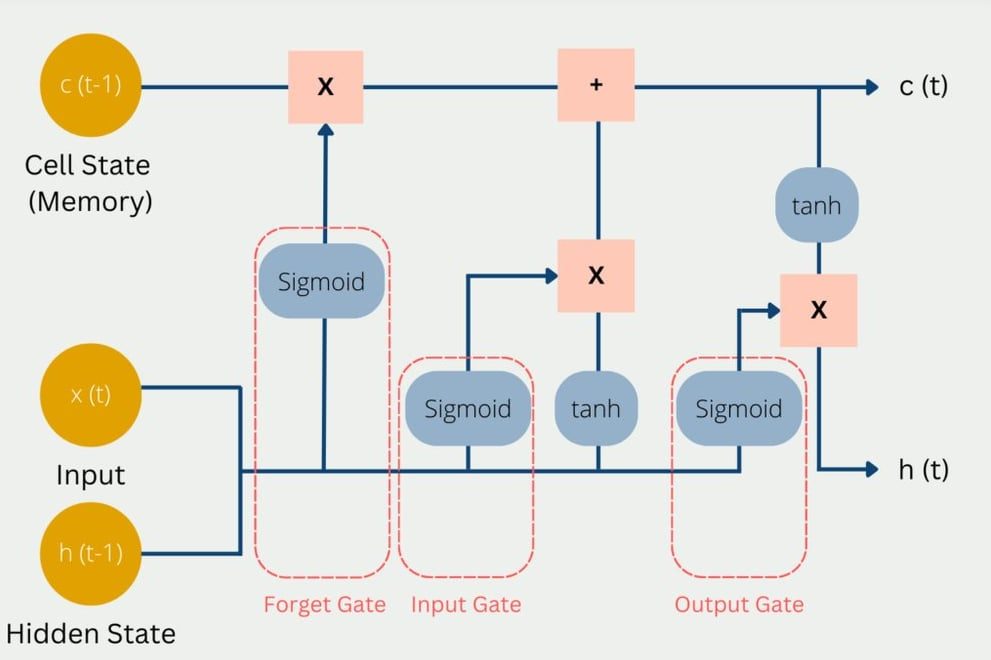 c (t-1)
X
+
c (t)
Cell State
(Memory)
tanh
Sigmoid
X
X
x (t)
Sigmoid
tanh
Sigmoid
Input
h (t)
h (t-1)
Forget Gate
Input Gate
Output Gate
Hidden State